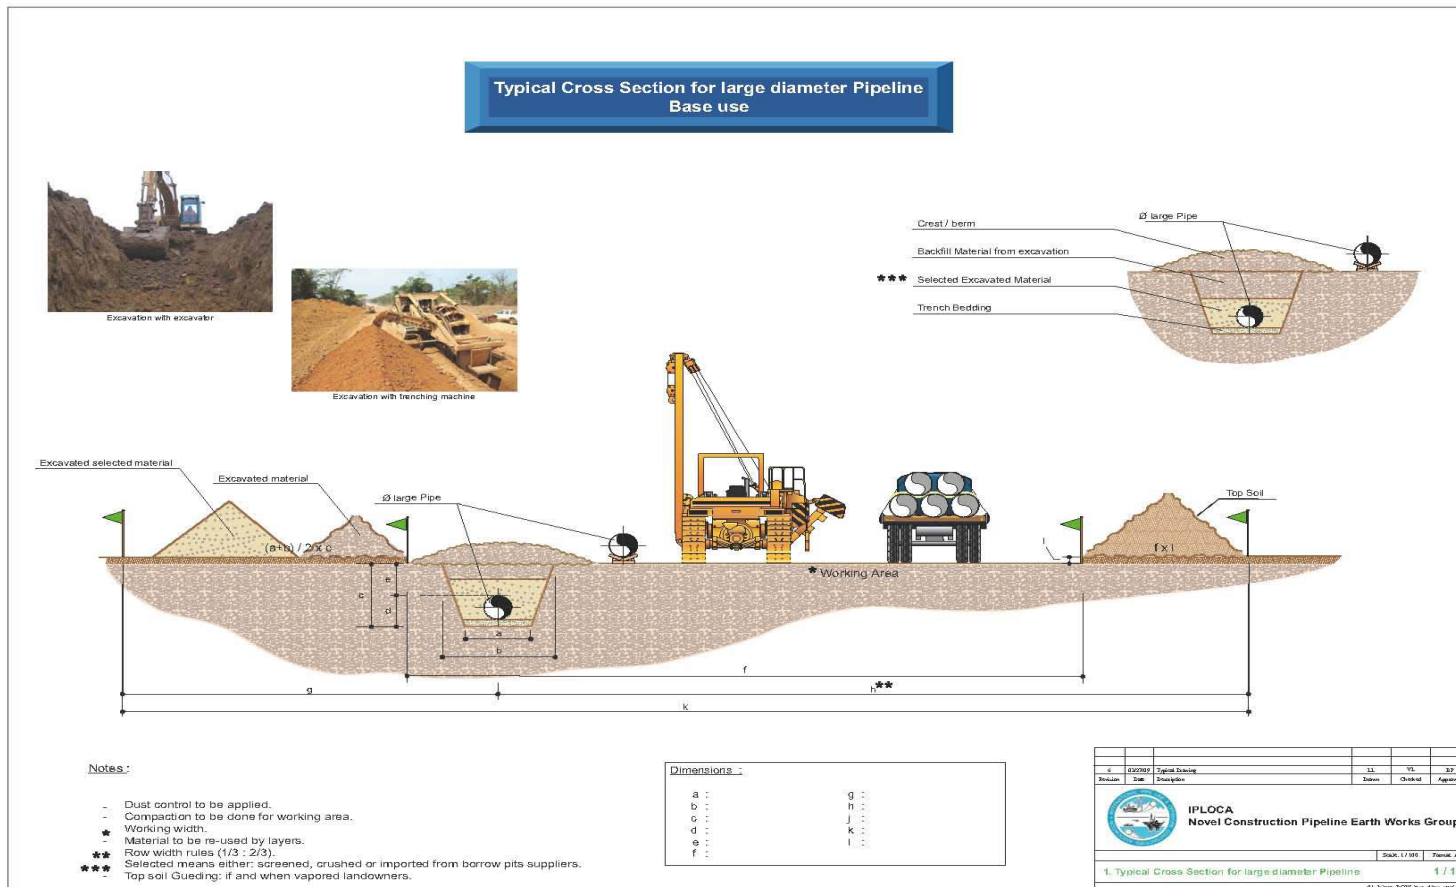 Typical Cross Section for large diameter Pipeline
Base use
Excavation with excavator
Excavation with trenching machine
Crest / berm
Ø large Pipe
Backfill Material from excavation
*** Selected Excavated Material
Trench Bedding
Excavated selected material
Excavated material
Ø large Pipe
Top Soil
(a+b) / 2 x c
f x l
l
* Working Area
e
c
d
a
b
f
g
h**
k
Notes :
- Dust control to be applied.
- Compaction to be done for working area.
* Working width.
- Material to be re-used by layers.
** Row width rules (1/3 : 2/3).
*** Selected means either: screened, crushed or imported from borrow pits suppliers.
- Top soil Gueding: if and when vapored landowners.
Dimensions :
a :
b :
c :
d :
e :
f :
g :
h :
j :
k :
l :
Typical Drawing
Revision Date Description Drawn Checked
IPLOCA
Novel Construction Pipeline Earth Works Group
Scale: 1 / 100
1. Typical Cross Section for large diameter Pipeline 1 / 1